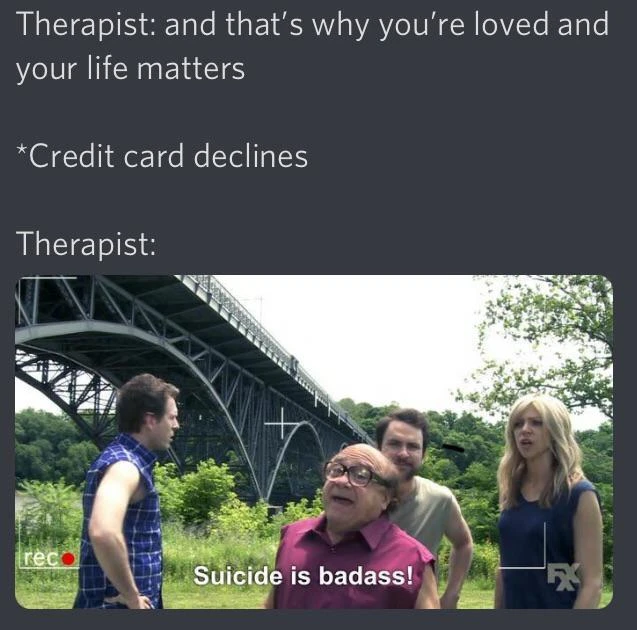 Therapist: and that's why you're loved and
your life matters
*Credit card declines
Therapist:
rec
Suicide is badass!
FX